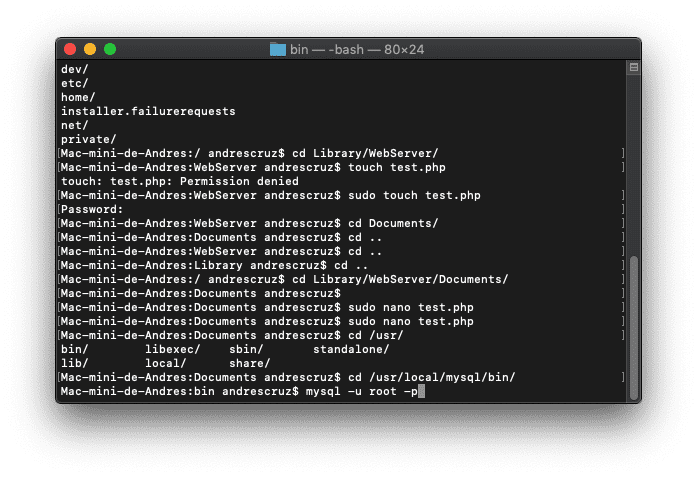 bin — -bash — 80×24
dev/
etc/
home/
installer.failurerequests
net/
private/
[Mac-mini-de-Andres:/ andrescruz$ cd Library/WebServer/ ]
[Mac-mini-de-Andres:WebServer andrescruz$ touch test.php ]
touch: test.php: Permission denied
[Mac-mini-de-Andres:WebServer andrescruz$ sudo touch test.php ]
[Password: ]
[Mac-mini-de-Andres:WebServer andrescruz$ cd Documents/ ]
[Mac-mini-de-Andres:Documents andrescruz$ cd .. ]
[Mac-mini-de-Andres:WebServer andrescruz$ cd .. ]
[Mac-mini-de-Andres:Library andrescruz$ cd .. ]
[Mac-mini-de-Andres:/ andrescruz$ cd Library/WebServer/Documents/ ]
[Mac-mini-de-Andres:Documents andrescruz$ ]
[Mac-mini-de-Andres:Documents andrescruz$ sudo nano test.php ]
[Mac-mini-de-Andres:Documents andrescruz$ sudo nano test.php ]
[Mac-mini-de-Andres:Documents andrescruz$ cd /usr/ ]
bin/ libexec/ sbin/ standalone/
lib/ local/ share/
[Mac-mini-de-Andres:Documents andrescruz$ cd /usr/local/mysql/bin/ ]
Mac-mini-de-Andres:bin andrescruz$ mysql -u root -p